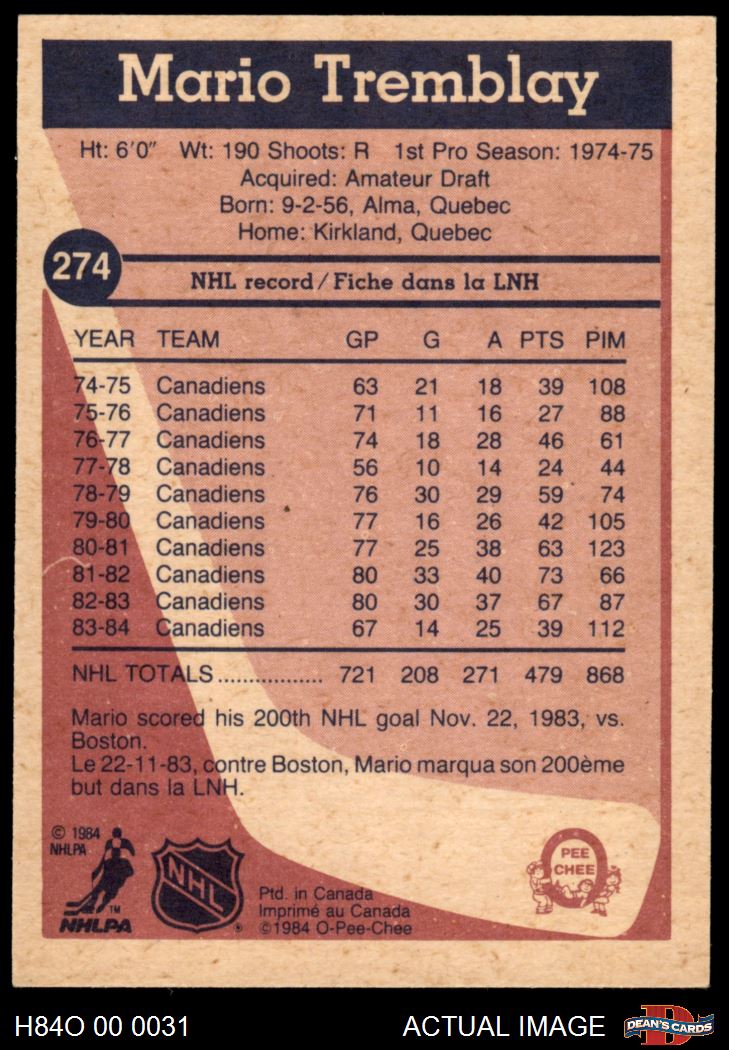 Mario Tremblay
Ht: 6'0" Wt: 190 Shoots: R 1st Pro Season: 1974-75
Acquired: Amateur Draft
Born: 9-2-56, Alma, Quebec
Home: Kirkland, Quebec
274
NHL record/Fiche dans la LNH
YEAR TEAM GP G A PTS PIM
74-75 Canadiens 63 21 18 39 108
75-76 Canadiens 71 11 16 27 88
76-77 Canadiens 74 18 28 46 61
77-78 Canadiens 56 10 14 24 44
78-79 Canadiens 76 30 29 59 74
79-80 Canadiens 77 16 26 42 105
80-81 Canadiens 77 25 38 63 123
81-82 Canadiens 80 33 40 73 66
82-83 Canadiens 80 30 37 67 87
83-84 Canadiens 67 14 25 39 112
NHL TOTALS.................. 721 208 271 479 868
Mario scored his 200th NHL goal Nov. 22, 1983, vs.
Boston.
Le 22-11-83, contre Boston, Mario marqua son 200ème
but dans la LNH.
© 1984
NHLPA
TM
NHLPA
NHL
®
Ptd. in Canada
Imprimé au Canada
©1984 O-Pee-Chee
PEE
CHEE
H84O 00 0031
ACTUAL IMAGE
D
DEAN'S CARDS